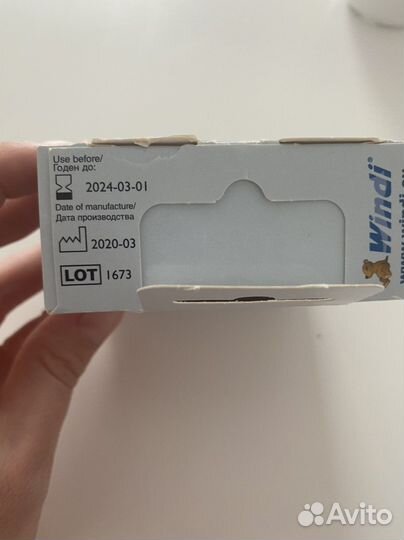 Use before/
Годен до:
2024-03-01
Date of manufacture/
Дата производства
2020-03
LOT 1673
Windi®
Avito